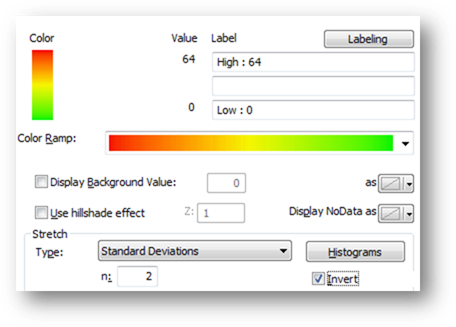 Color Value Label Labeling
64 High : 64
0 Low : 0
Color Ramp:
Display Background Value: 0 as
Use hillshade effect Z: 1 Display NoData as
Stretch
Type: Standard Deviations Histograms
n: 2 Invert